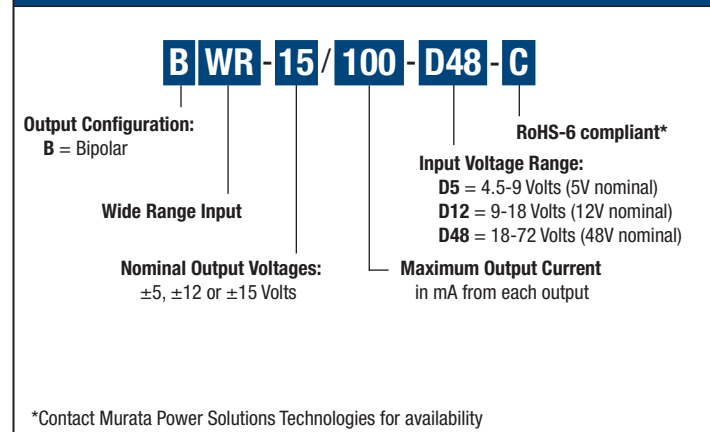 B WR - 15 / 100 - D48 - C
Output Configuration:
B = Bipolar
Wide Range Input
Nominal Output Voltages:
±5, ±12 or ±15 Volts
RoHS-6 compliant*
Input Voltage Range:
D5 = 4.5-9 Volts (5V nominal)
D12 = 9-18 Volts (12V nominal)
D48 = 18-72 Volts (48V nominal)
Maximum Output Current
in mA from each output
*Contact Murata Power Solutions Technologies for availability